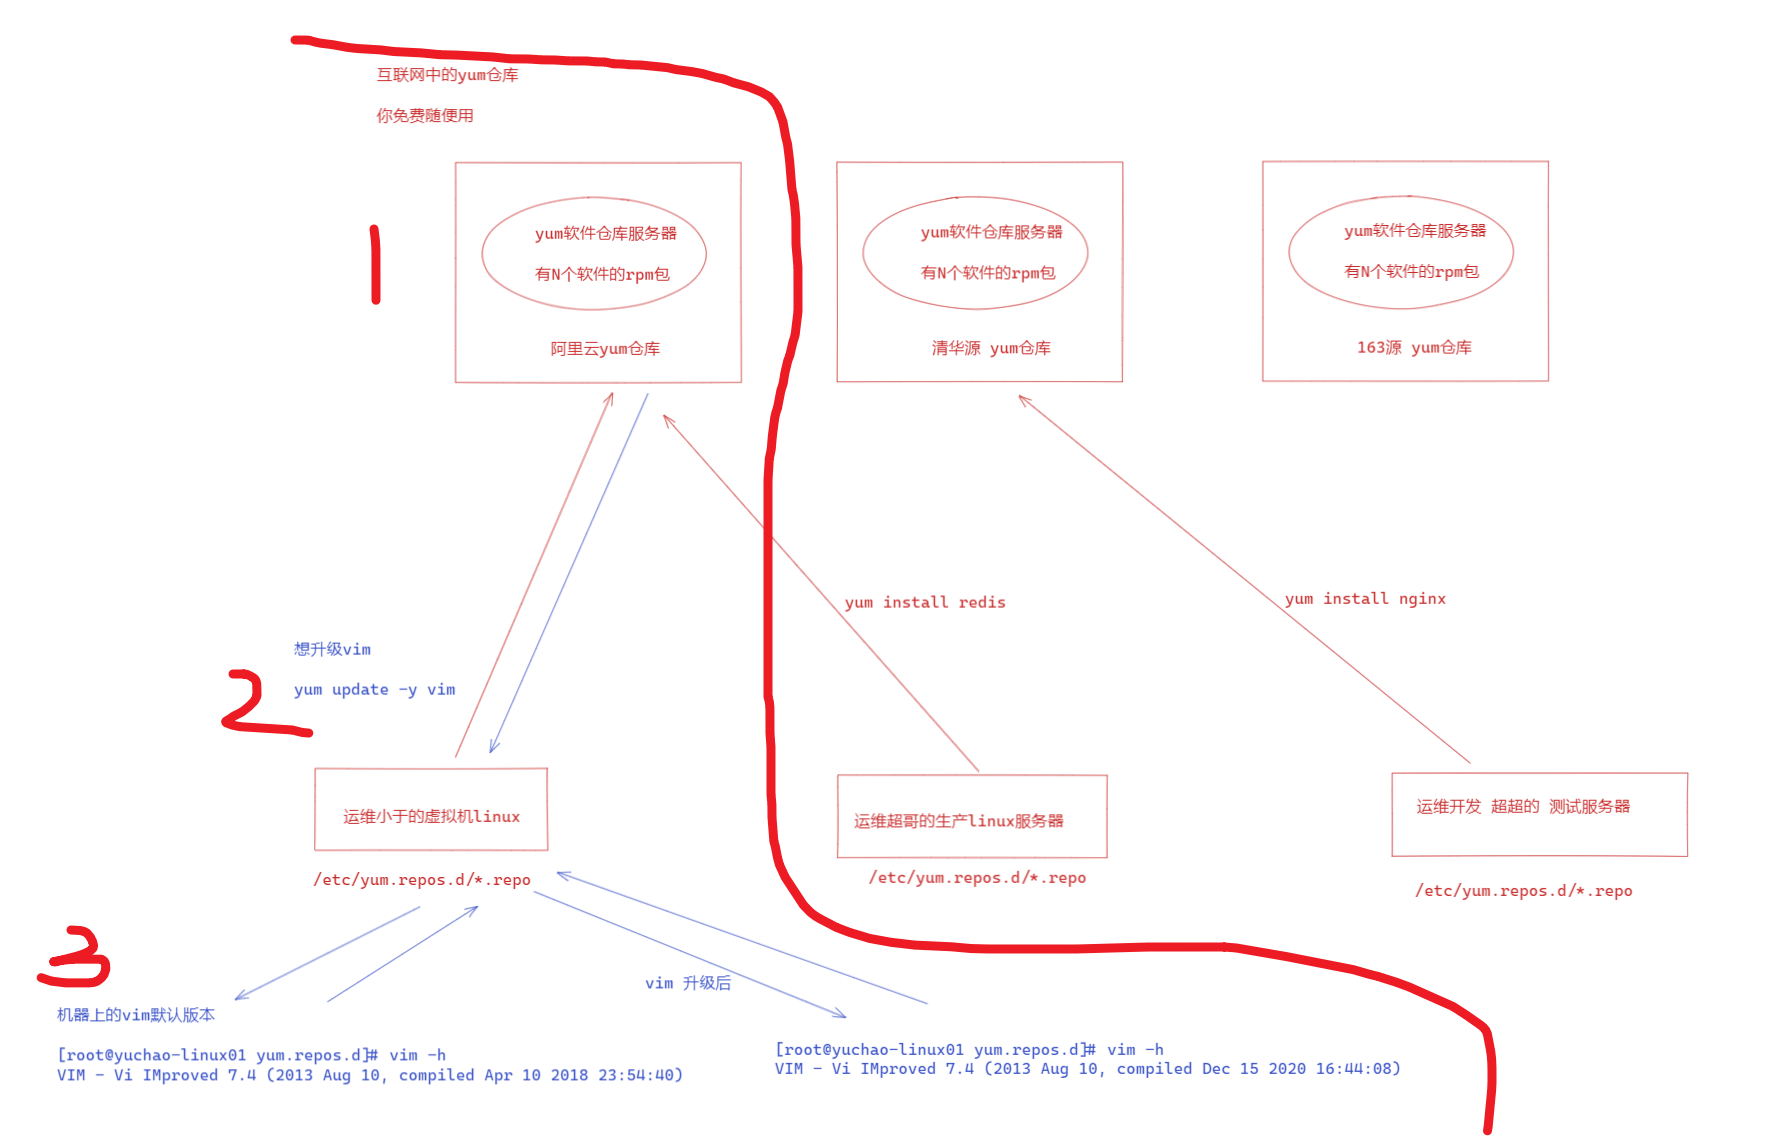 互联网中的yum仓库
你免费随便用
1
yum软件仓库服务器
有N个软件的rpm包
阿里云yum仓库
yum软件仓库服务器
有N个软件的rpm包
清华源 yum仓库
yum软件仓库服务器
有N个软件的rpm包
163源 yum仓库
yum install redis
yum install nginx
想升级vim
2
yum update -y vim
运维小于的虚拟机linux
/etc/yum.repos.d/*.repo
运维超哥的生产linux服务器
/etc/yum.repos.d/*.repo
运维开发 超超的 测试服务器
/etc/yum.repos.d/*.repo
3
vim 升级后
机器上的vim默认版本
[root@yuchao-linux01 yum.repos.d]# vim -h
VIM - Vi IMproved 7.4 (2013 Aug 10, compiled Apr 10 2018 23:54:40)
[root@yuchao-linux01 yum.repos.d]# vim -h
VIM - Vi IMproved 7.4 (2013 Aug 10, compiled Dec 15 2020 16:44:08)